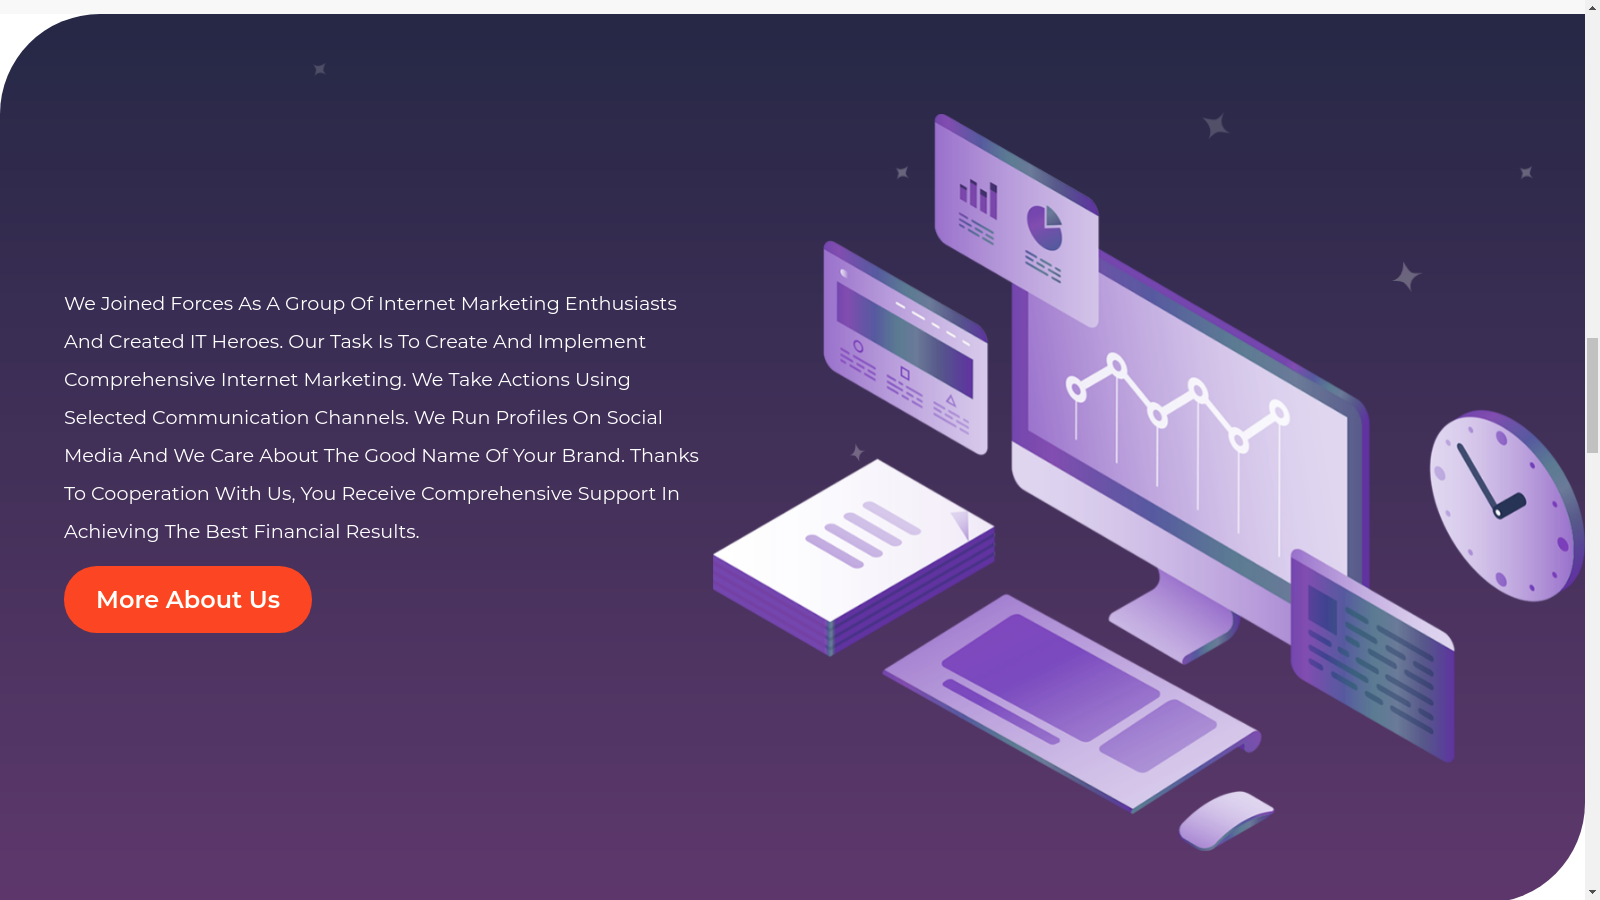 We Joined Forces As A Group Of Internet Marketing Enthusiasts
And Created IT Heroes. Our Task Is To Create And Implement
Comprehensive Internet Marketing. We Take Actions Using
Selected Communication Channels. We Run Profiles On Social
Media And We Care About The Good Name Of Your Brand. Thanks
To Cooperation With Us, You Receive Comprehensive Support In
Achieving The Best Financial Results.
More About Us